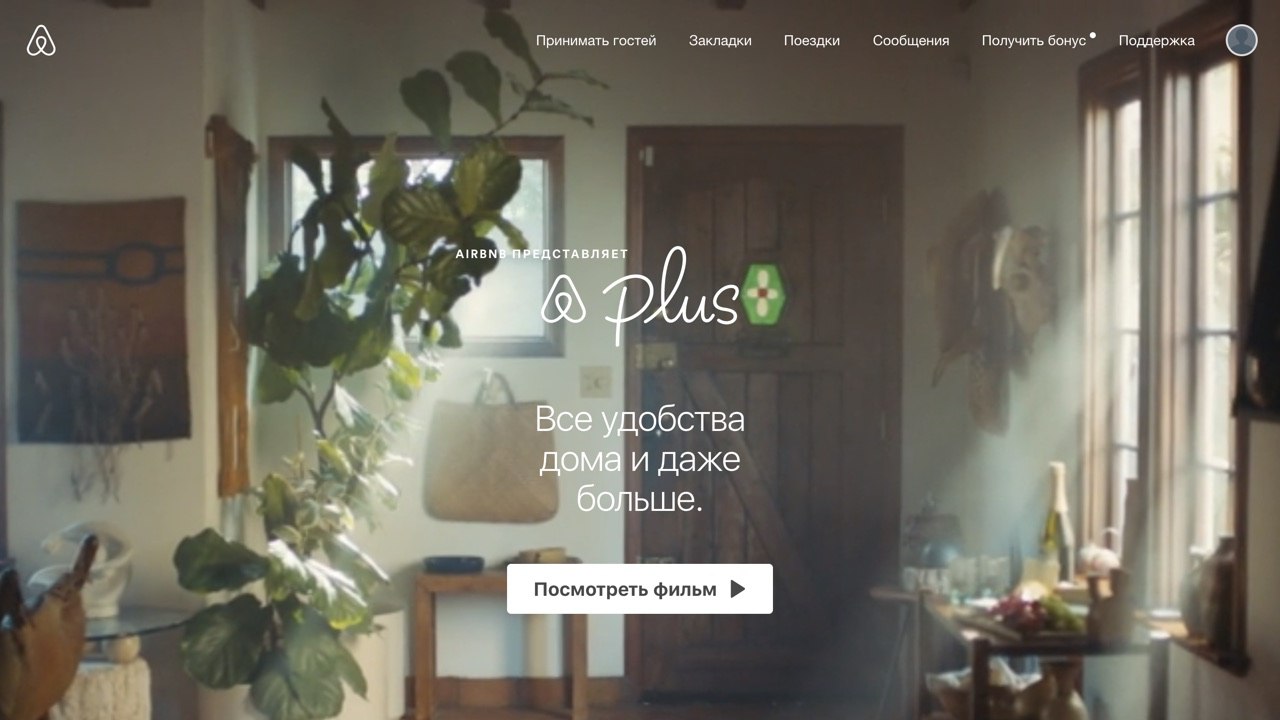 Принимать гостей Закладки Поездки Сообщения Получить бонус Поддержка
AIRBNB ПРЕДСТАВЛЯЕТ
plus
Все удобства
дома и даже
больше.
Посмотреть фильм